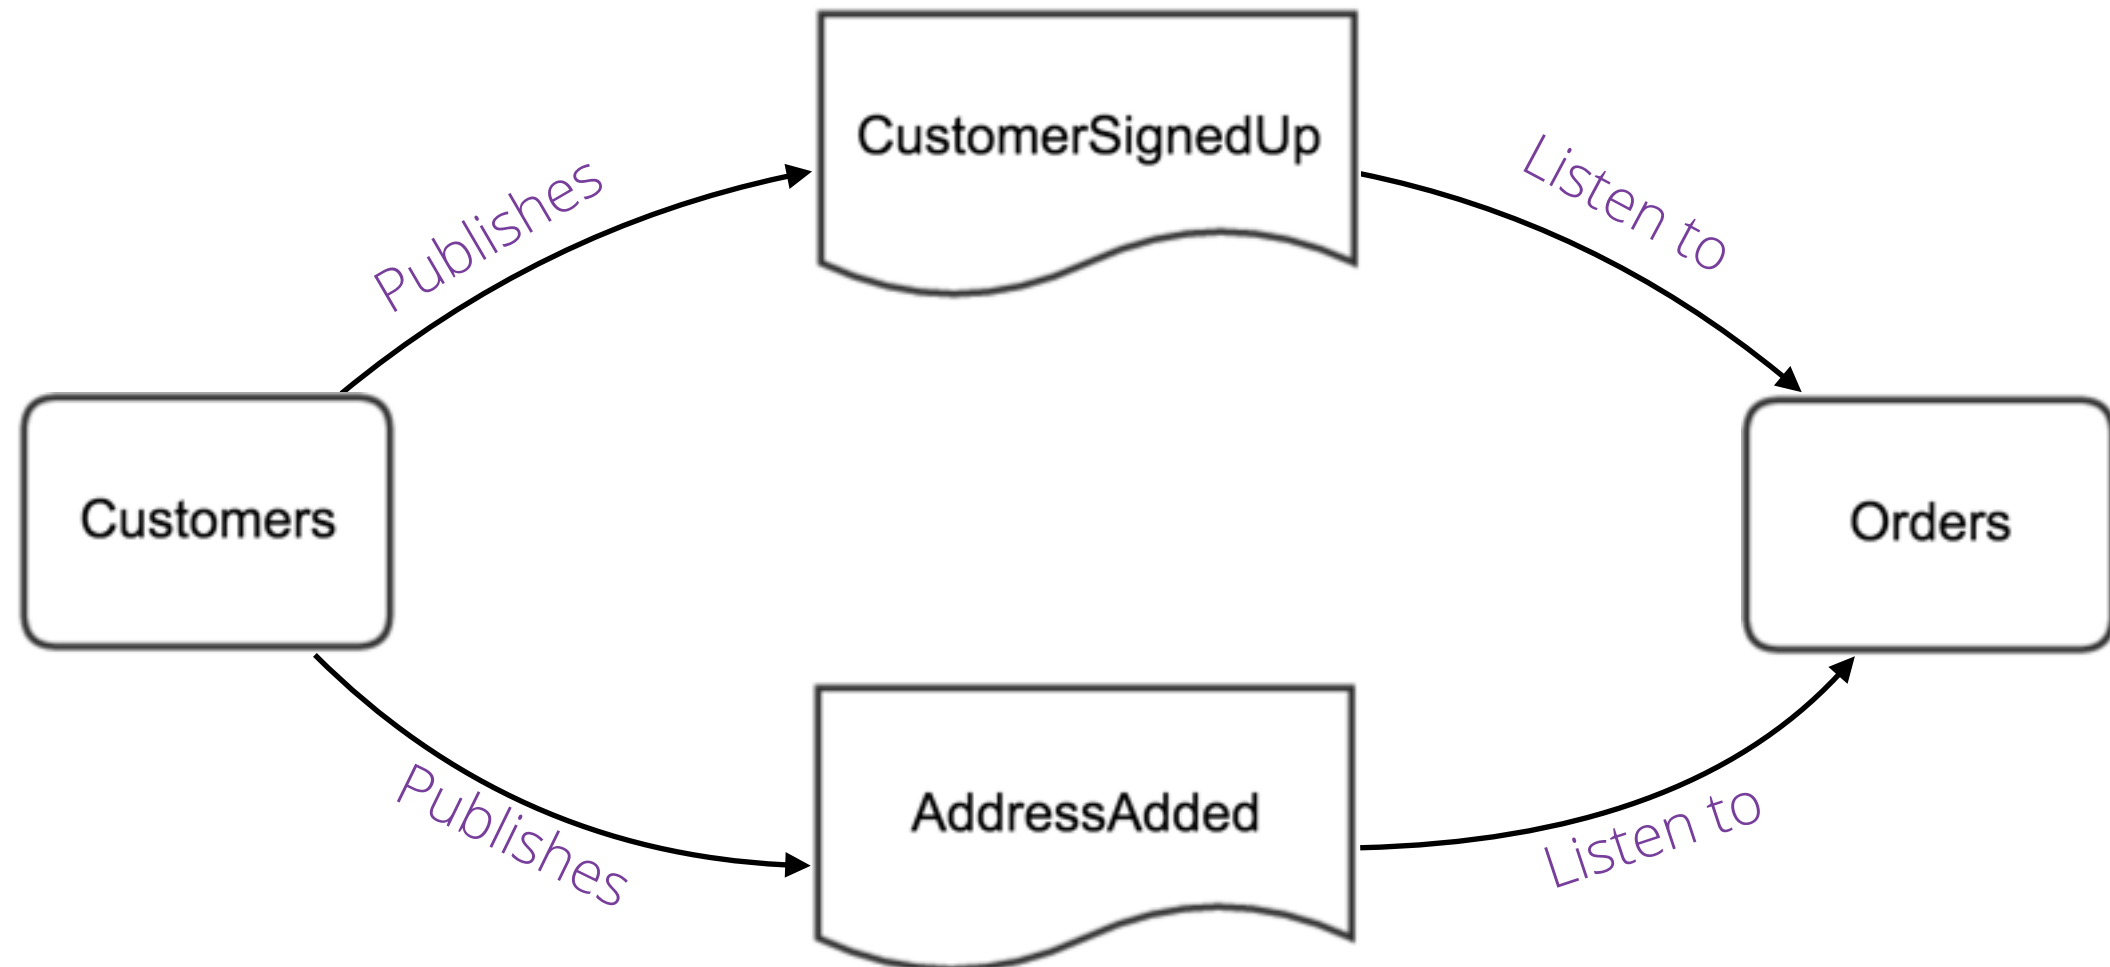 CustomerSignedUp
Publishes
Listen to
Customers
Orders
Publishes
AddressAdded
Listen to